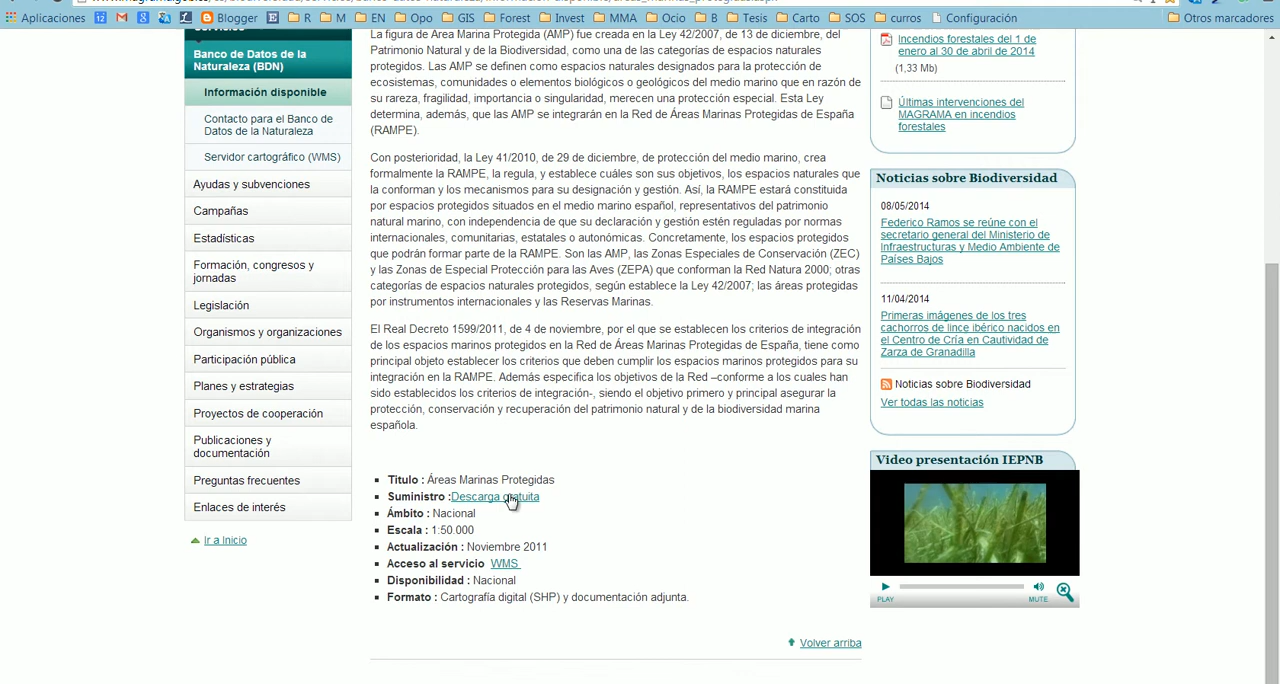 Aplicaciones
12
Blogger
R
M
EN
Opo
GIS
Forest
Invest
MMA
Ocio
B
Tesis
Carto
SOS
curros
Configuración
Otros marcadores
Servicios
Banco de Datos de la
Naturaleza (BDN)
Información disponible
Contacto para el Banco de
Datos de la Naturaleza
Servidor cartográfico (WMS)
Ayudas y subvenciones
Campañas
Estadísticas
Formación, congresos y
jornadas
Legislación
Organismos y organizaciones
Participación pública
Planes y estrategias
Proyectos de cooperación
Publicaciones y
documentación
Preguntas frecuentes
Enlaces de interés
Ir a Inicio
La figura de Área Marina Protegida (AMP) fue creada en la Ley 42/2007, de 13 de diciembre, del
Patrimonio Natural y de la Biodiversidad, como una de las categorías de espacios naturales
protegidos. Las AMP se definen como espacios naturales designados para la protección de
ecosistemas, comunidades o elementos biológicos o geológicos del medio marino que en razón de
su rareza, fragilidad, importancia o singularidad, merecen una protección especial. Esta Ley
determina, además, que las AMP se integrarán en la Red de Áreas Marinas Protegidas de España
(RAMPE).
Con posterioridad, la Ley 41/2010, de 29 de diciembre, de protección del medio marino, crea
formalmente la RAMPE, la regula, y establece cuáles son sus objetivos, los espacios naturales que
la conforman y los mecanismos para su designación y gestión. Así, la RAMPE estará constituida
por espacios protegidos situados en el medio marino español, representativos del patrimonio
natural marino, con independencia de que su declaración y gestión estén reguladas por normas
internacionales, comunitarias, estatales o autonómicas. Concretamente, los espacios protegidos
que podrán formar parte de la RAMPE. Son las AMP, las Zonas Especiales de Conservación (ZEC)
y las Zonas de Especial Protección para las Aves (ZEPA) que conforman la Red Natura 2000; otras
categorías de espacios naturales protegidos, según establece la Ley 42/2007; las áreas protegidas
por instrumentos internacionales y las Reservas Marinas.
El Real Decreto 1599/2011, de 4 de noviembre, por el que se establecen los criterios de integración
de los espacios marinos protegidos en la Red de Áreas Marinas Protegidas de España, tiene como
principal objeto establecer los criterios que deben cumplir los espacios marinos protegidos para su
integración en la RAMPE. Además especifica los objetivos de la Red –conforme a los cuales han
sido establecidos los criterios de integración-, siendo el objetivo primero y principal asegurar la
protección, conservación y recuperación del patrimonio natural y de la biodiversidad marina
española.
Título : Áreas Marinas Protegidas
Suministro :Descarga gratuita
Ámbito : Nacional
Escala : 1:50.000
Actualización : Noviembre 2011
Acceso al servicio WMS
Disponibilidad : Nacional
Formato : Cartografía digital (SHP) y documentación adjunta.
Volver arriba
Incendios forestales del 1 de
enero al 30 de abril de 2014
(1,33 Mb)
Últimas intervenciones del
MAGRAMA en incendios
forestales
Noticias sobre Biodiversidad
08/05/2014
Federico Ramos se reúne con el
secretario general del Ministerio de
Infraestructuras y Medio Ambiente de
Países Bajos
11/04/2014
Primeras imágenes de los tres
cachorros de lince ibérico nacidos en
el Centro de Cría en Cautividad de
Zarza de Granadilla
Noticias sobre Biodiversidad
Ver todas las noticias
Video presentación IEPNB
PLAY
MUTE